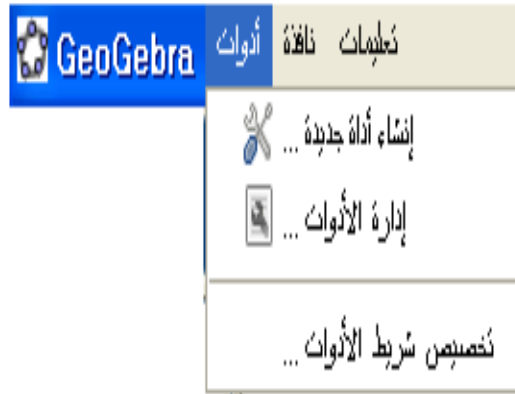 GeoGebra أدوات نافذة تعليمات
إنشاء أداة جديدة ...
إدارة الأدوات ...
تخصيص شريط الأدوات ...